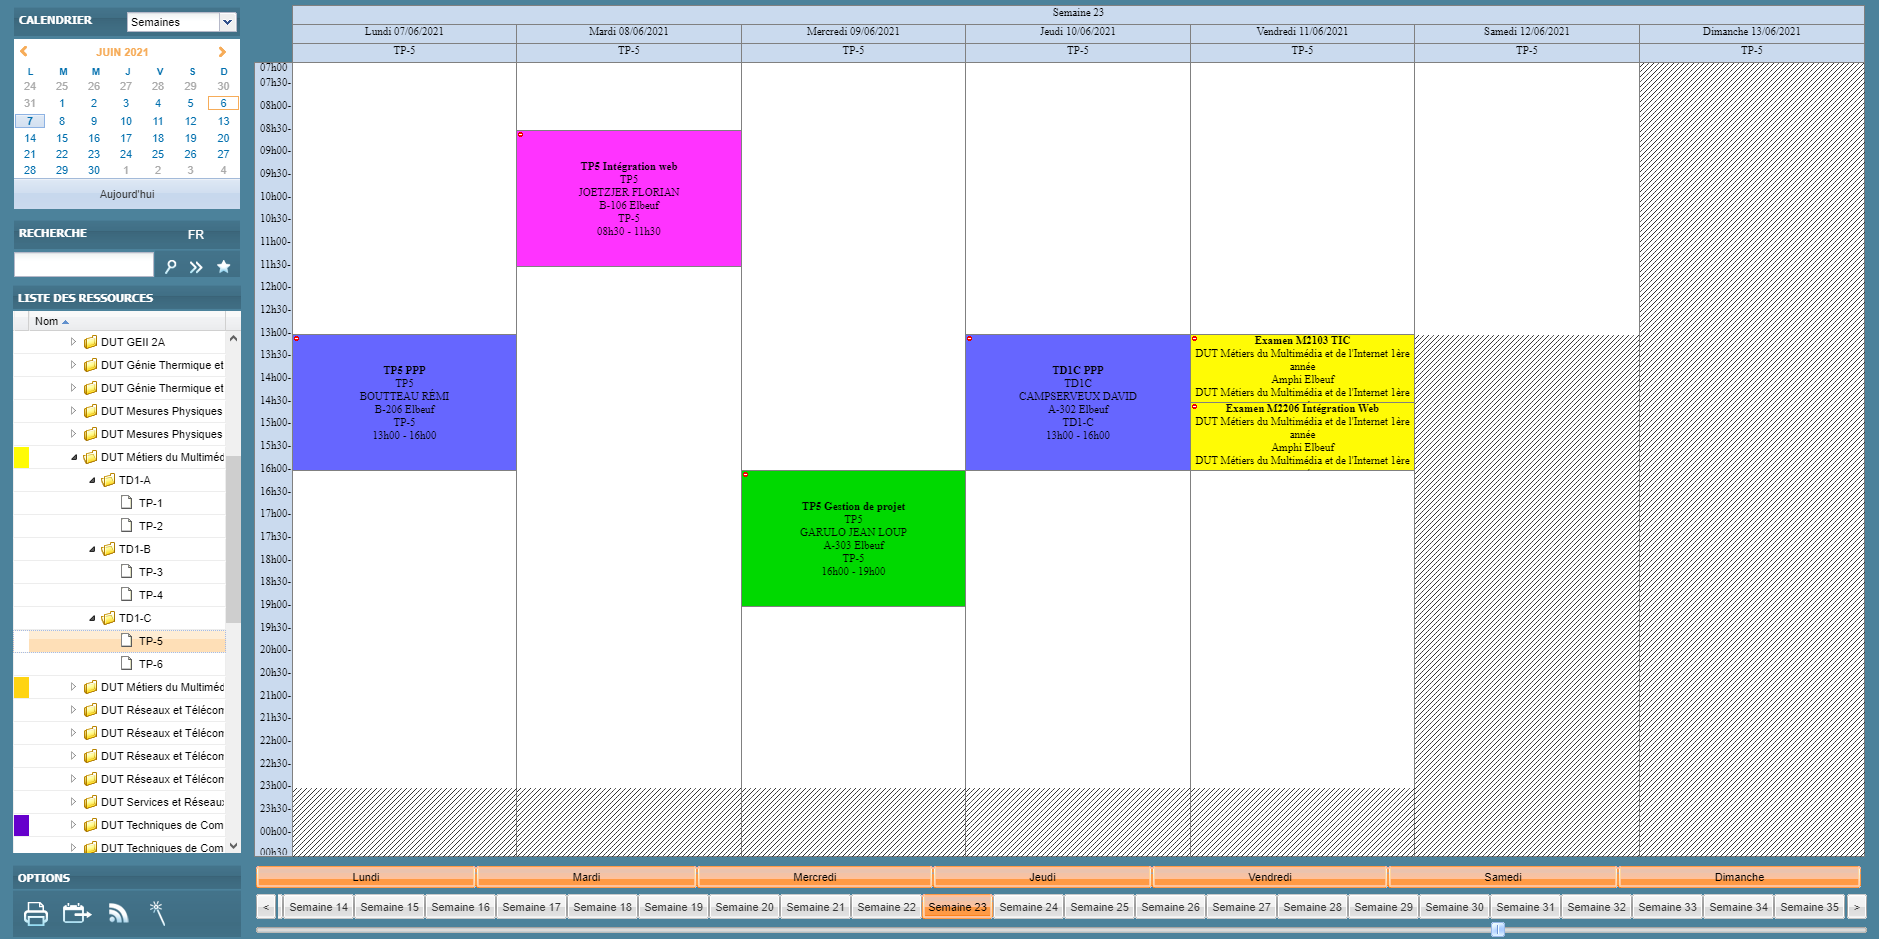 CALENDRIER
Semaines
JUIN 2021
L M M J V S D
24 25 26 27 28 29 30
31 1 2 3 4 5 6
7 8 9 10 11 12 13
14 15 16 17 18 19 20
21 22 23 24 25 26 27
28 29 30 1 2 3 4
Aujourd'hui
RECHERCHE FR
LISTE DES RESSOURCES
Nom
DUT GEII 2A
DUT Génie Thermique et
DUT Génie Thermique et
DUT Mesures Physiques
DUT Mesures Physiques
DUT Métiers du Multiméd
TD1-A
TP-1
TP-2
TD1-B
TP-3
TP-4
TD1-C
TP-5
TP-6
DUT Métiers du Multiméd
DUT Réseaux et Télécom
DUT Réseaux et Télécom
DUT Réseaux et Télécom
DUT Réseaux et Télécom
DUT Services et Réseaux
DUT Techniques de Com
DUT Techniques de Com
OPTIONS
Semaine 23
Lundi 07/06/2021 Mardi 08/06/2021 Mercredi 09/06/2021 Jeudi 10/06/2021 Vendredi 11/06/2021 Samedi 12/06/2021 Dimanche 13/06/2021
TP-5 TP-5 TP-5 TP-5 TP-5 TP-5 TP-5
07h00
07h30-
08h00-
08h30-
09h00-
09h30-
10h00-
10h30-
11h00-
11h30-
12h00-
12h30-
13h00-
13h30-
14h00-
14h30-
15h00-
15h30-
16h00-
16h30-
17h00-
17h30-
18h00-
18h30-
19h00-
19h30-
20h00-
20h30-
21h00-
21h30-
22h00-
22h30-
23h00-
23h30-
00h00-
00h30
TP5 PPP
TP5
BOUTTEAU RÉMI
B-206 Elbeuf
TP-5
13h00 - 16h00
TP5 Intégration web
TP5
JOETZJER FLORIAN
B-106 Elbeuf
TP-5
08h30 - 11h30
TP5 Gestion de projet
TP5
GARULO JEAN LOUP
A-303 Elbeuf
TP-5
16h00 - 19h00
TD1C PPP
TD1C
CAMPSERVEUX DAVID
A-302 Elbeuf
TD1-C
13h00 - 16h00
Examen M2103 TIC
DUT Métiers du Multimédia et de l'Internet 1ère
année
Amphi Elbeuf
DUT Métiers du Multimédia et de l'Internet 1ère
Examen M2206 Intégration Web
DUT Métiers du Multimédia et de l'Internet 1ère
année
Amphi Elbeuf
DUT Métiers du Multimédia et de l'Internet 1ère
Lundi Mardi Mercredi Jeudi Vendredi Samedi Dimanche
< Semaine 14 Semaine 15 Semaine 16 Semaine 17 Semaine 18 Semaine 19 Semaine 20 Semaine 21 Semaine 22 Semaine 23 Semaine 24 Semaine 25 Semaine 26 Semaine 27 Semaine 28 Semaine 29 Semaine 30 Semaine 31 Semaine 32 Semaine 33 Semaine 34 Semaine 35 >